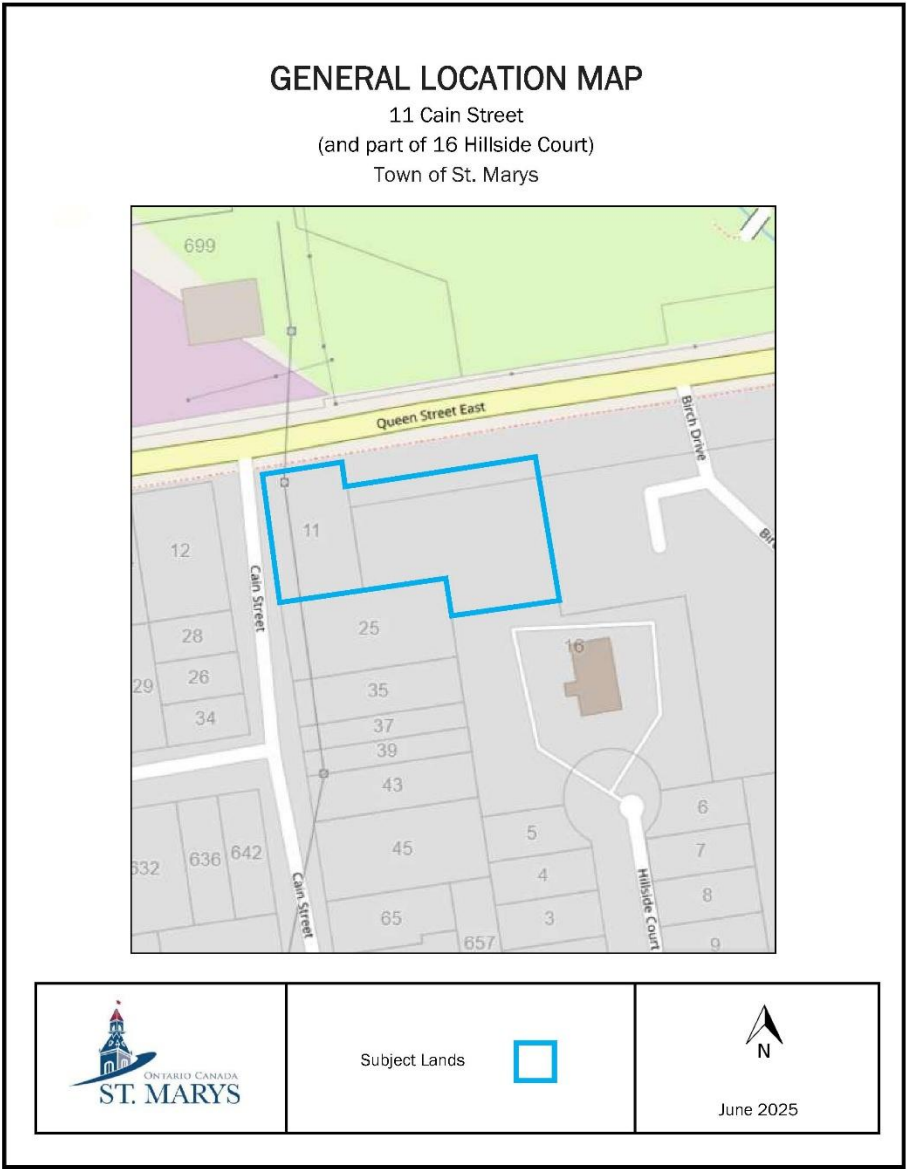 GENERAL LOCATION MAP
11 Cain Street
(and part of 16 Hillside Court)
Town of St. Marys
699
Queen Street East
Birch Drive
11
12
Cain Street
25
28
16
26
29
35
34
37
39
43
6
5
642
636
632
45
7
4
Cain Street
8
Hillside Court
65
3
657
9
ONTARIO CANADA
ST. MARYS
Subject Lands
N
June 2025